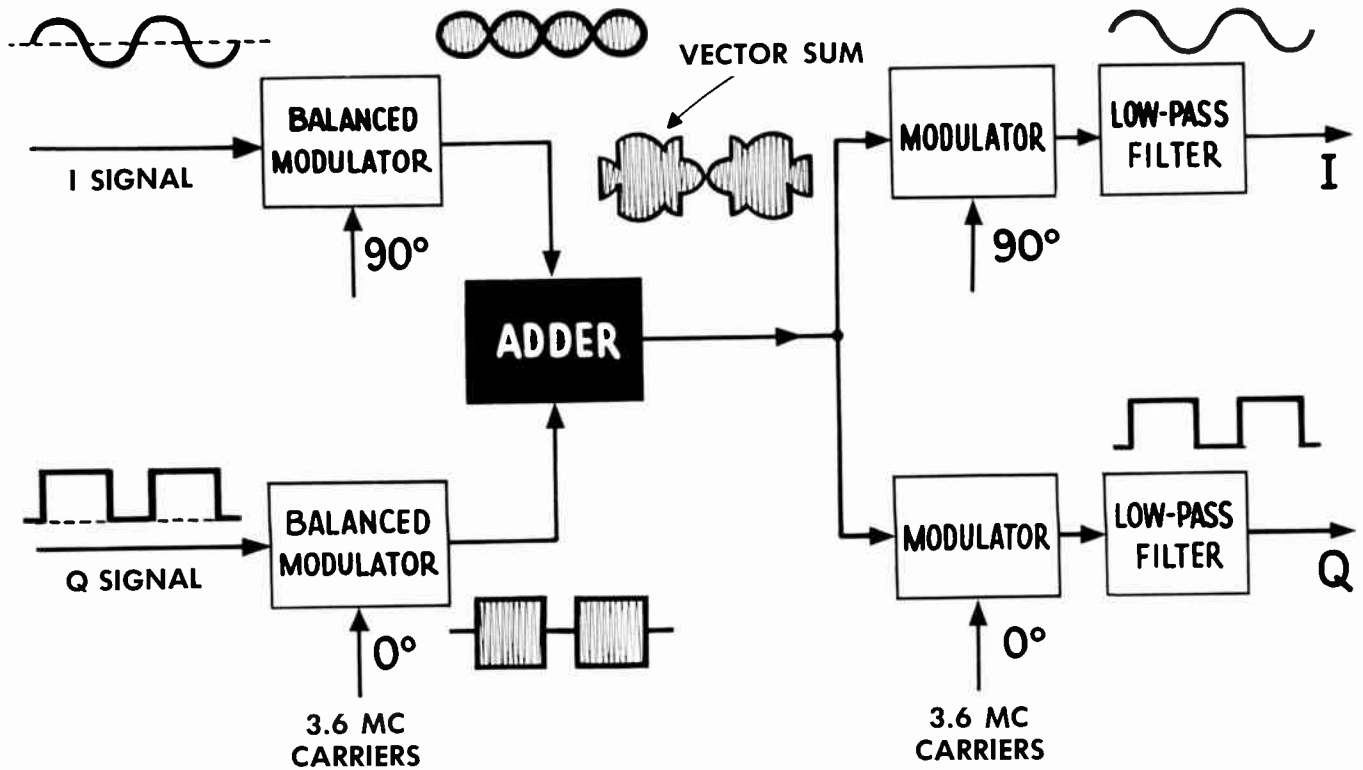 VECTOR SUM
BALANCED
MODULATOR
I SIGNAL
90°
MODULATOR
90°
LOW-PASS
FILTER
I
ADDER
Q SIGNAL
BALANCED
MODULATOR
0°
3.6 MC
CARRIERS
MODULATOR
0°
3.6 MC
CARRIERS
LOW-PASS
FILTER
Q